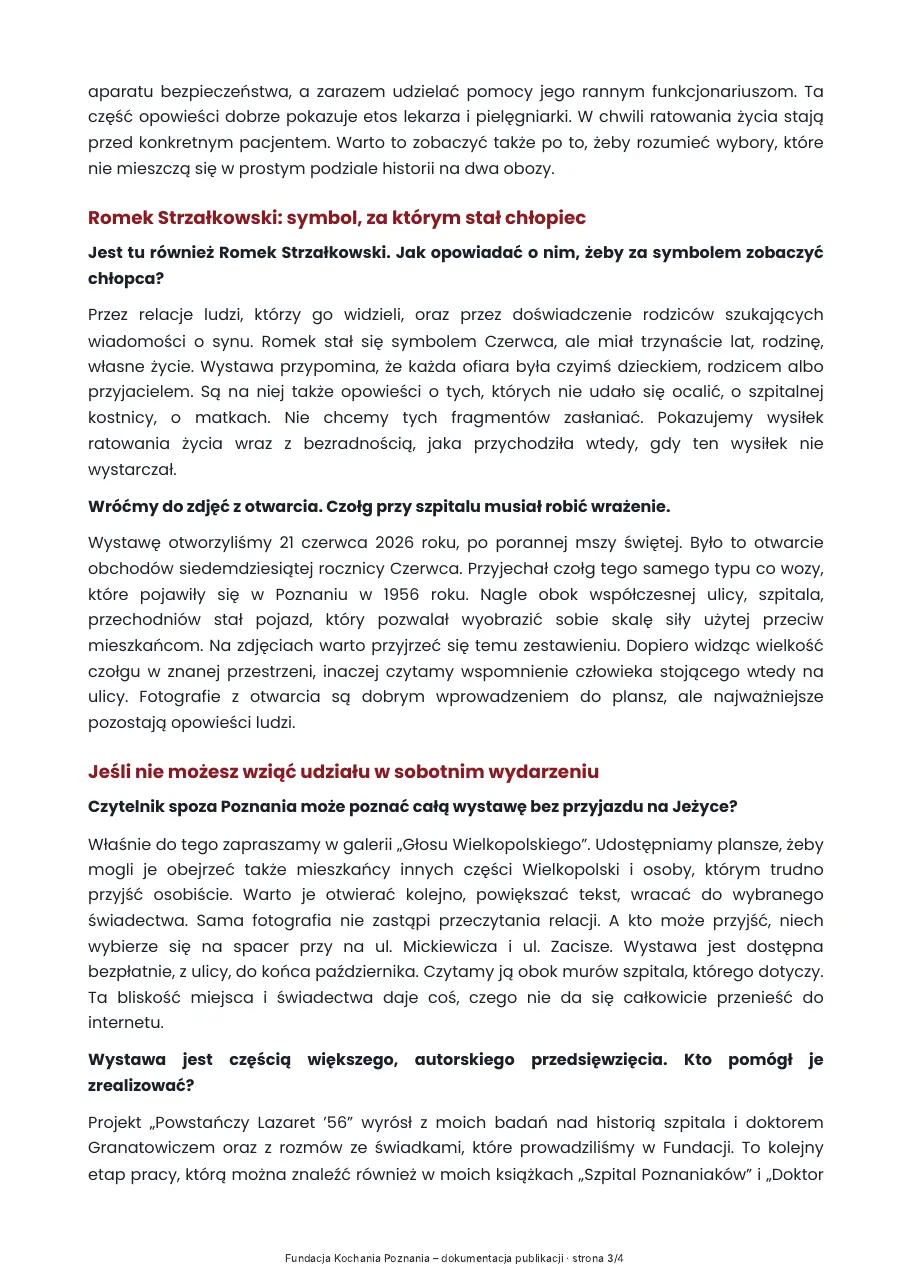 aparatu bezpieczeństwa, a zarazem udzielać pomocy jego rannym funkcjonariuszom. Ta
część opowieści dobrze pokazuje etos lekarza i pielęgniarki. W chwili ratowania życia stają
przed konkretnym pacjentem. Warto to zobaczyć także po to, żeby rozumieć wybory, które
nie mieszczą się w prostym podziale historii na dwa obozy.
Romek Strzałkowski: symbol, za którym stał chłopiec
Jest tu również Romek Strzałkowski. Jak opowiadać o nim, żeby za symbolem zobaczyć
chłopca?
Przez relacje ludzi, którzy go widzieli, oraz przez doświadczenie rodziców szukających
wiadomości o synu. Romek stał się symbolem Czerwca, ale miał trzynaście lat, rodzinę,
własne życie. Wystawa przypomina, że każda ofiara była czyimś dzieckiem, rodzicem albo
przyjacielem. Są na niej także opowieści o tych, których nie udało się ocalić, o szpitalnej
kostnicy, o matkach. Nie chcemy tych fragmentów zasłaniać. Pokazujemy wysiłek
ratowania życia wraz z bezradnością, jaka przychodziła wtedy, gdy ten wysiłek nie
wystarczał.
Wróćmy do zdjęć z otwarcia. Czołg przy szpitalu musiał robić wrażenie.
Wystawę otworzyliśmy 21 czerwca 2026 roku, po porannej mszy świętej. Było to otwarcie
obchodów siedemdziesiątej rocznicy Czerwca. Przyjechał czołg tego samego typu co wozy,
które pojawiły się w Poznaniu w 1956 roku. Nagle obok współczesnej ulicy, szpitala,
przechodniów stał pojazd, który pozwalał wyobrazić sobie skalę siły użytej przeciw
mieszkańcom. Na zdjęciach warto przyjrzeć się temu zestawieniu. Dopiero widząc wielkość
czołgu w znanej przestrzeni, inaczej czytamy wspomnienie człowieka stojącego wtedy na
ulicy. Fotografie z otwarcia są dobrym wprowadzeniem do plansz, ale najważniejsze
pozostają opowieści ludzi.
Jeśli nie możesz wziąć udziału w sobotnim wydarzeniu
Czytelnik spoza Poznania może poznać całą wystawę bez przyjazdu na Jeżyce?
Właśnie do tego zapraszamy w galerii „Głosu Wielkopolskiego”. Udostępniamy plansze, żeby
mogli je obejrzeć także mieszkańcy innych części Wielkopolski i osoby, którym trudno
przyjść osobiście. Warto je otwierać kolejno, powiększać tekst, wracać do wybranego
świadectwa. Sama fotografia nie zastąpi przeczytania relacji. A kto może przyjść, niech
wybierze się na spacer przy na ul. Mickiewicza i ul. Zacisze. Wystawa jest dostępna
bezpłatnie, z ulicy, do końca października. Czytamy ją obok murów szpitala, którego dotyczy.
Ta bliskość miejsca i świadectwa daje coś, czego nie da się całkowicie przenieść do
internetu.
Wystawa jest częścią większego, autorskiego przedsięwzięcia. Kto pomógł je
zrealizować?
Projekt „Powstańczy Lazaret ’56” wyrósł z moich badań nad historią szpitala i doktorem
Granatowiczem oraz z rozmów ze świadkami, które prowadziliśmy w Fundacji. To kolejny
etap pracy, którą można znaleźć również w moich książkach „Szpital Poznaniaków” i „Doktor
Fundacja Kochania Poznania – dokumentacja publikacji · strona 3/4